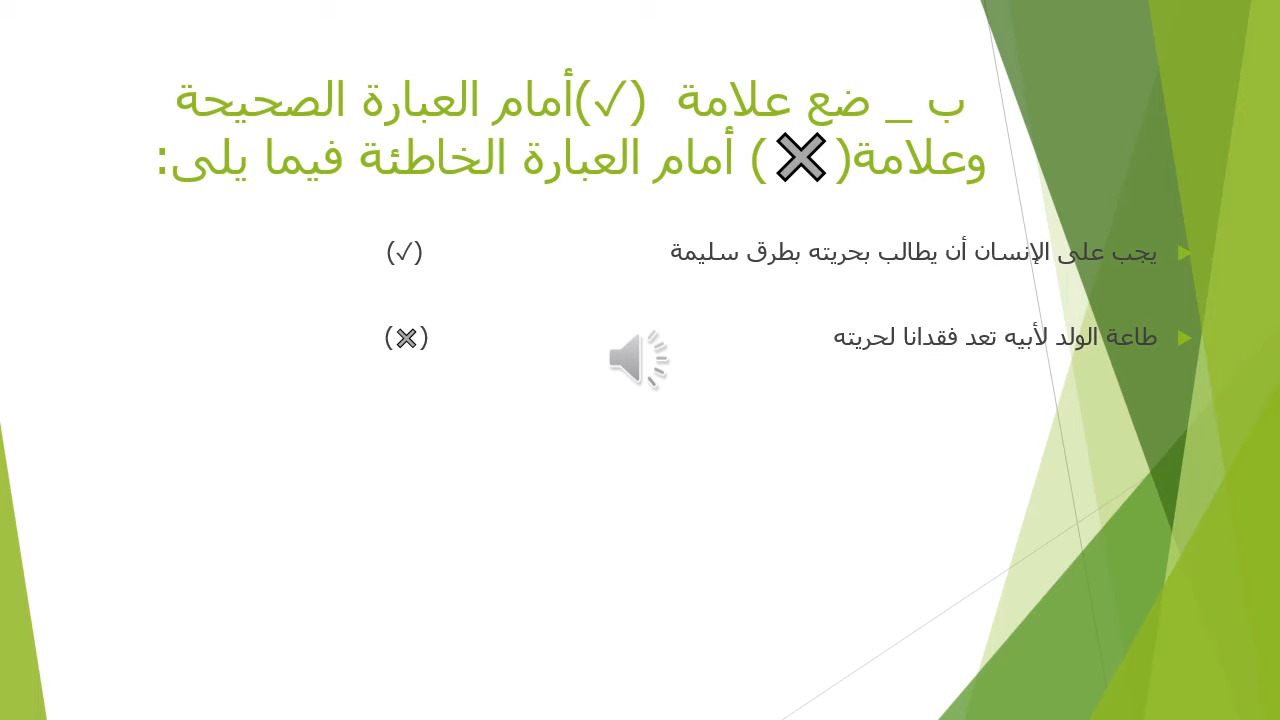 ب _ ضع علامة (✓)أمام العبارة الصحيحة
وعلامة(✖) أمام العبارة الخاطئة فيما يلى:
يجب على الإنسان أن يطالب بحريته بطرق سليمة (✓)
طاعة الولد لأبيه تعد فقدانا لحريته (✖)